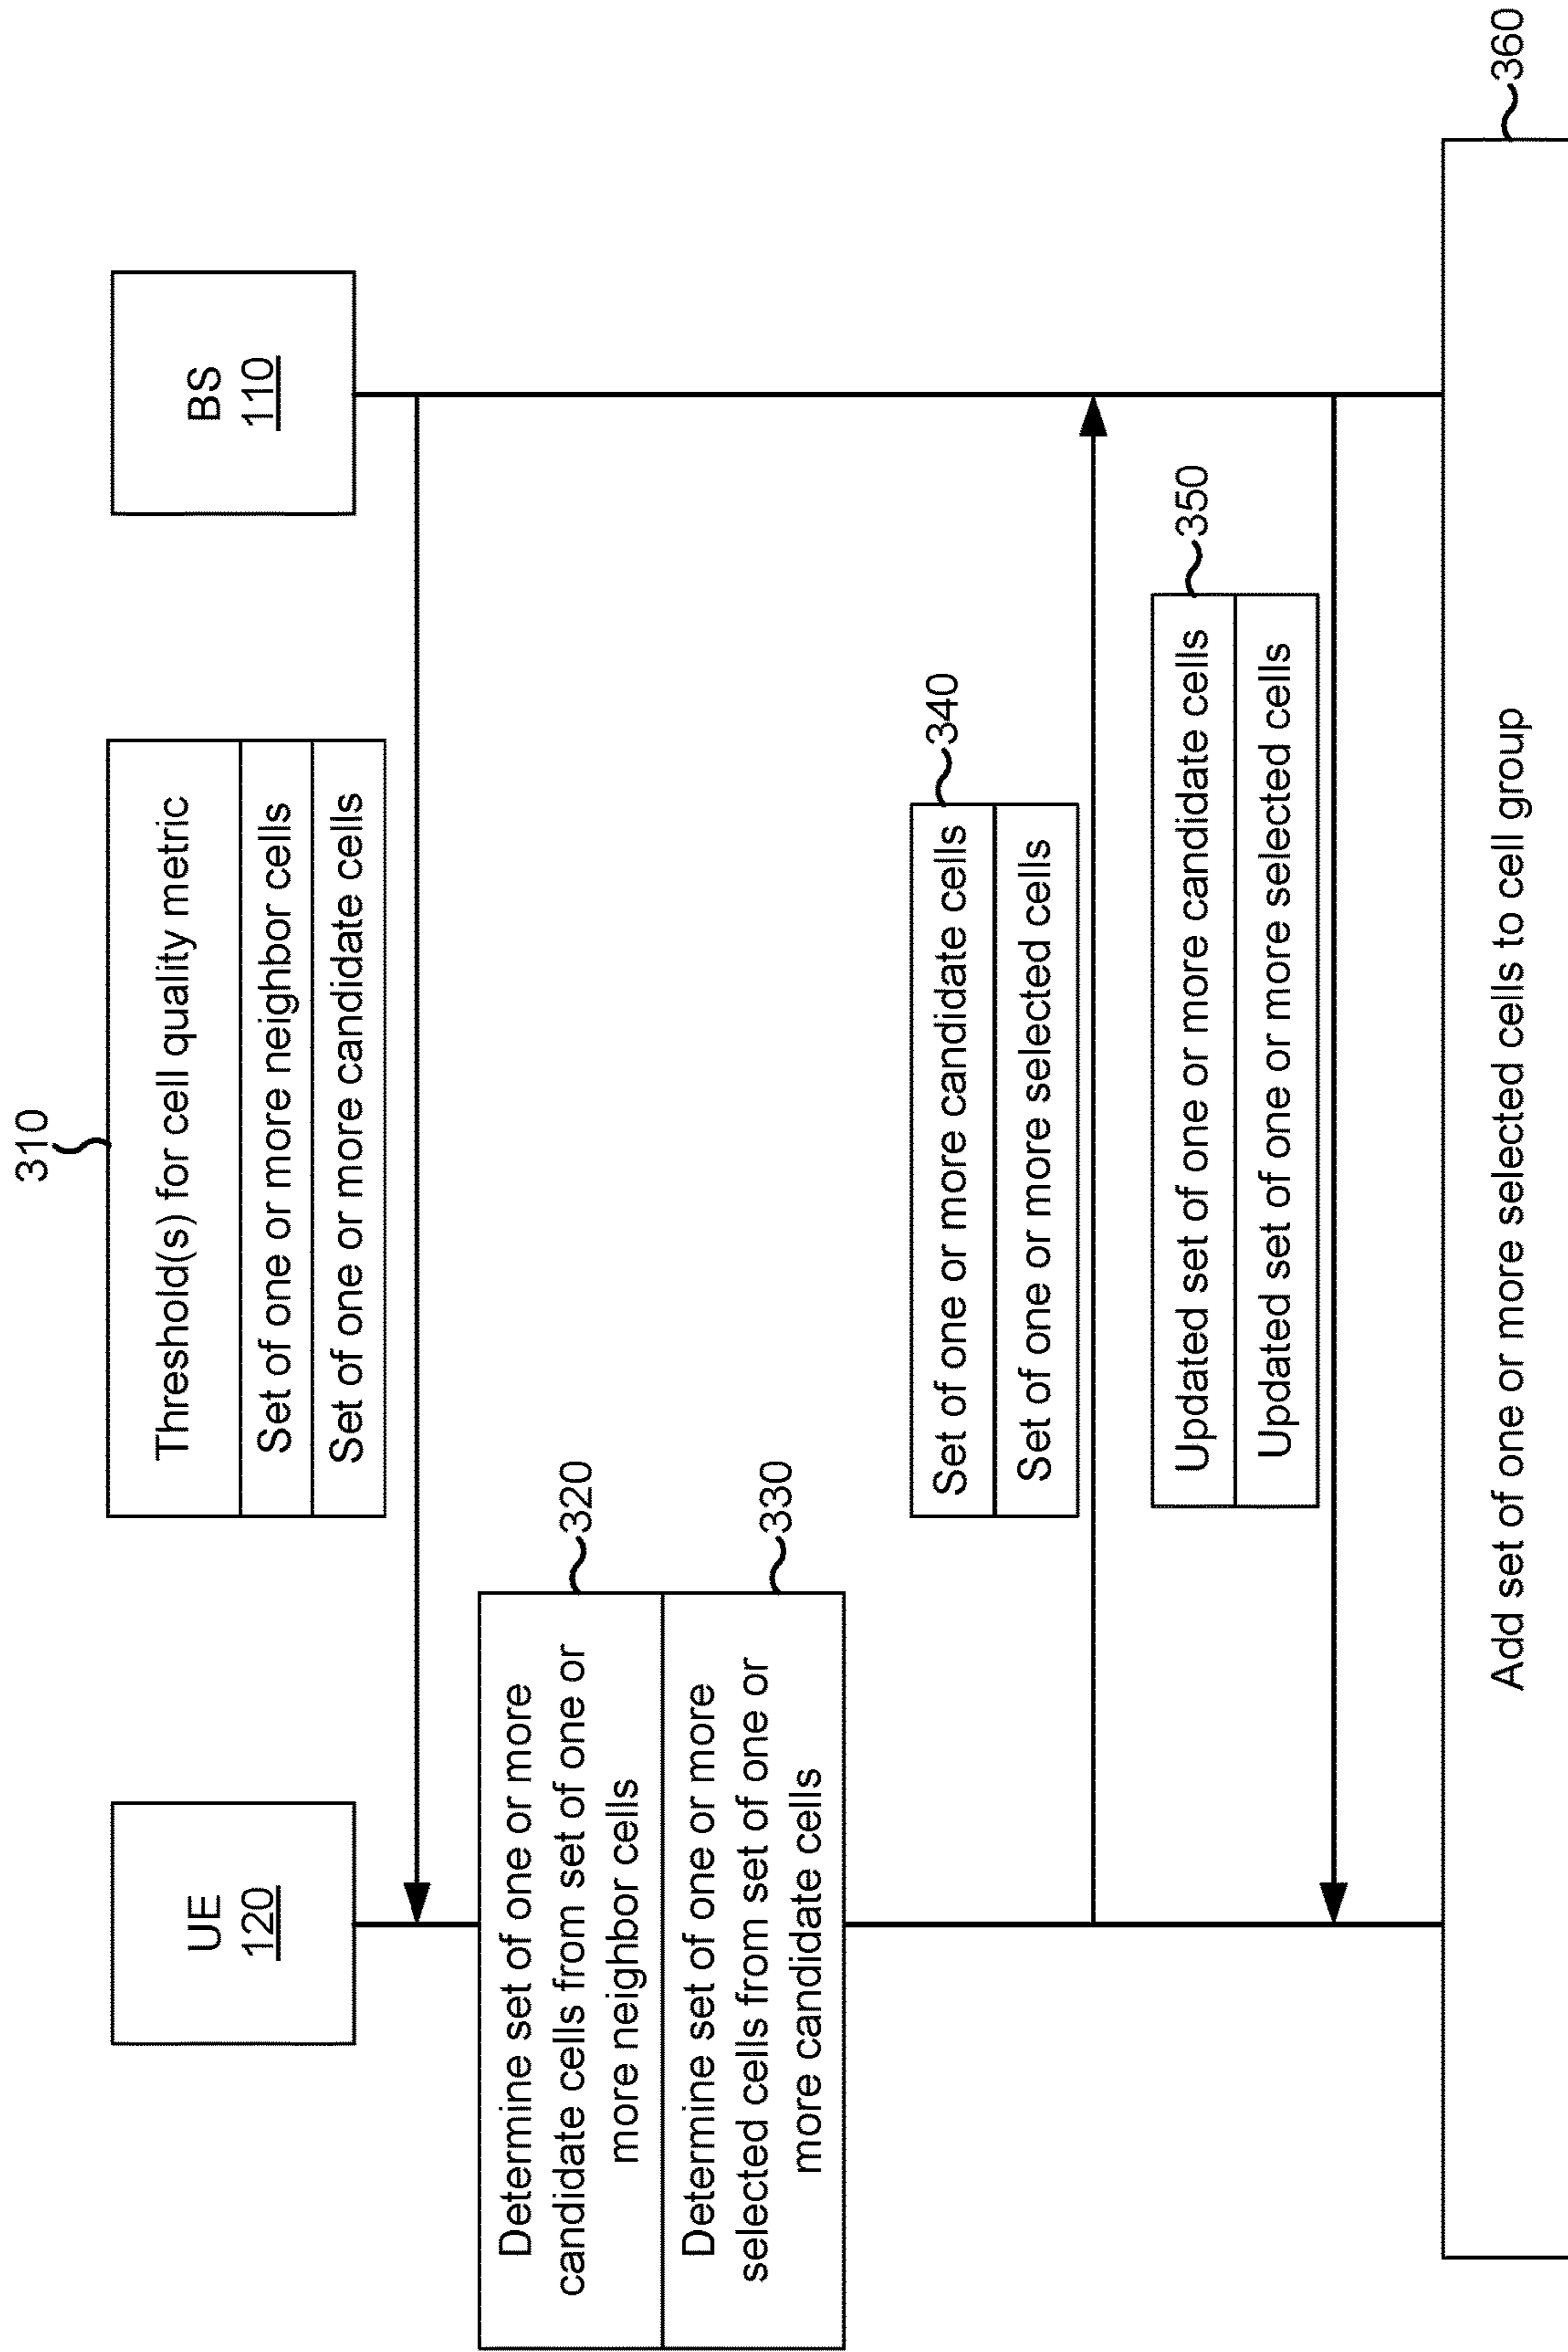 UE
120
BS
110
310
Threshold(s) for cell quality metric
Set of one or more neighbor cells
Set of one or more candidate cells
320
Determine set of one or more
candidate cells from set of one or
more neighbor cells
330
Determine set of one or more
selected cells from set of one or
more candidate cells
340
Set of one or more candidate cells
Set of one or more selected cells
350
Updated set of one or more candidate cells
Updated set of one or more selected cells
360
Add set of one or more selected cells to cell group